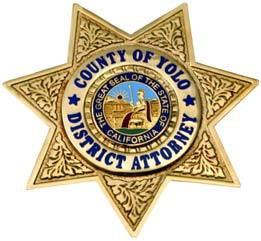 COUNTY OF YOLO
THE GREAT SEAL OF THE STATE OF CALIFORNIA
DISTRICT ATTORNEY